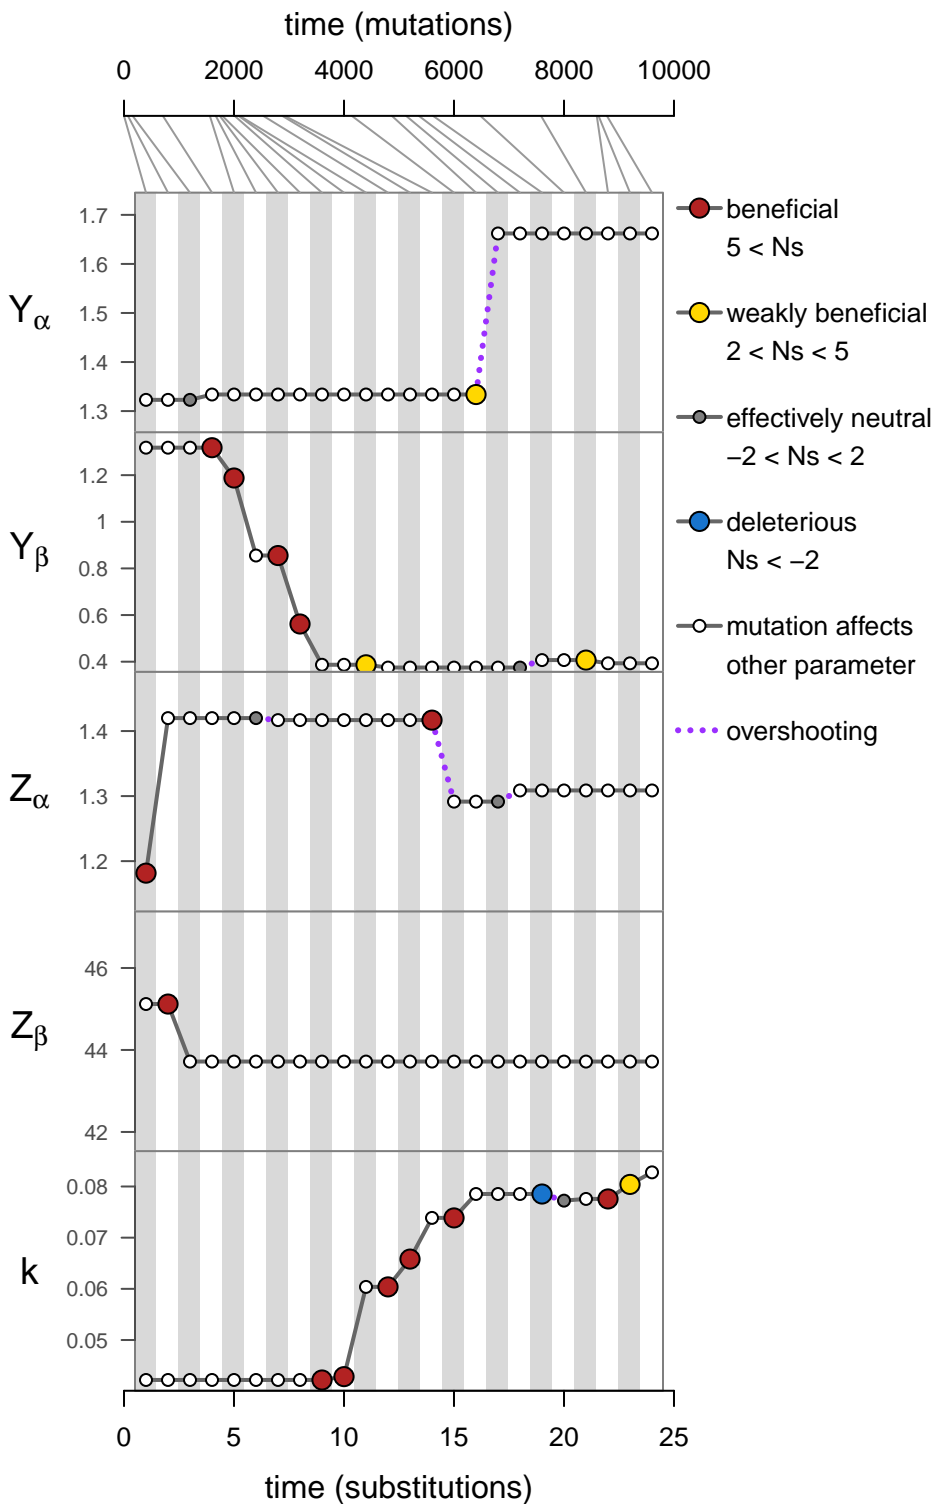 time (mutations)
0 2000 4000 6000 8000 10000
1.7
1.6
1.5
1.4
1.3
Yα
1.2
1
0.8
0.6
0.4
Yβ
1.4
1.3
1.2
Zα
46
44
42
Zβ
0.08
0.07
0.06
0.05
k
0 5 10 15 20 25
time (substitutions)
beneficial
5 < Ns
weakly beneficial
2 < Ns < 5
effectively neutral
−2 < Ns < 2
deleterious
Ns < −2
mutation affects
other parameter
overshooting